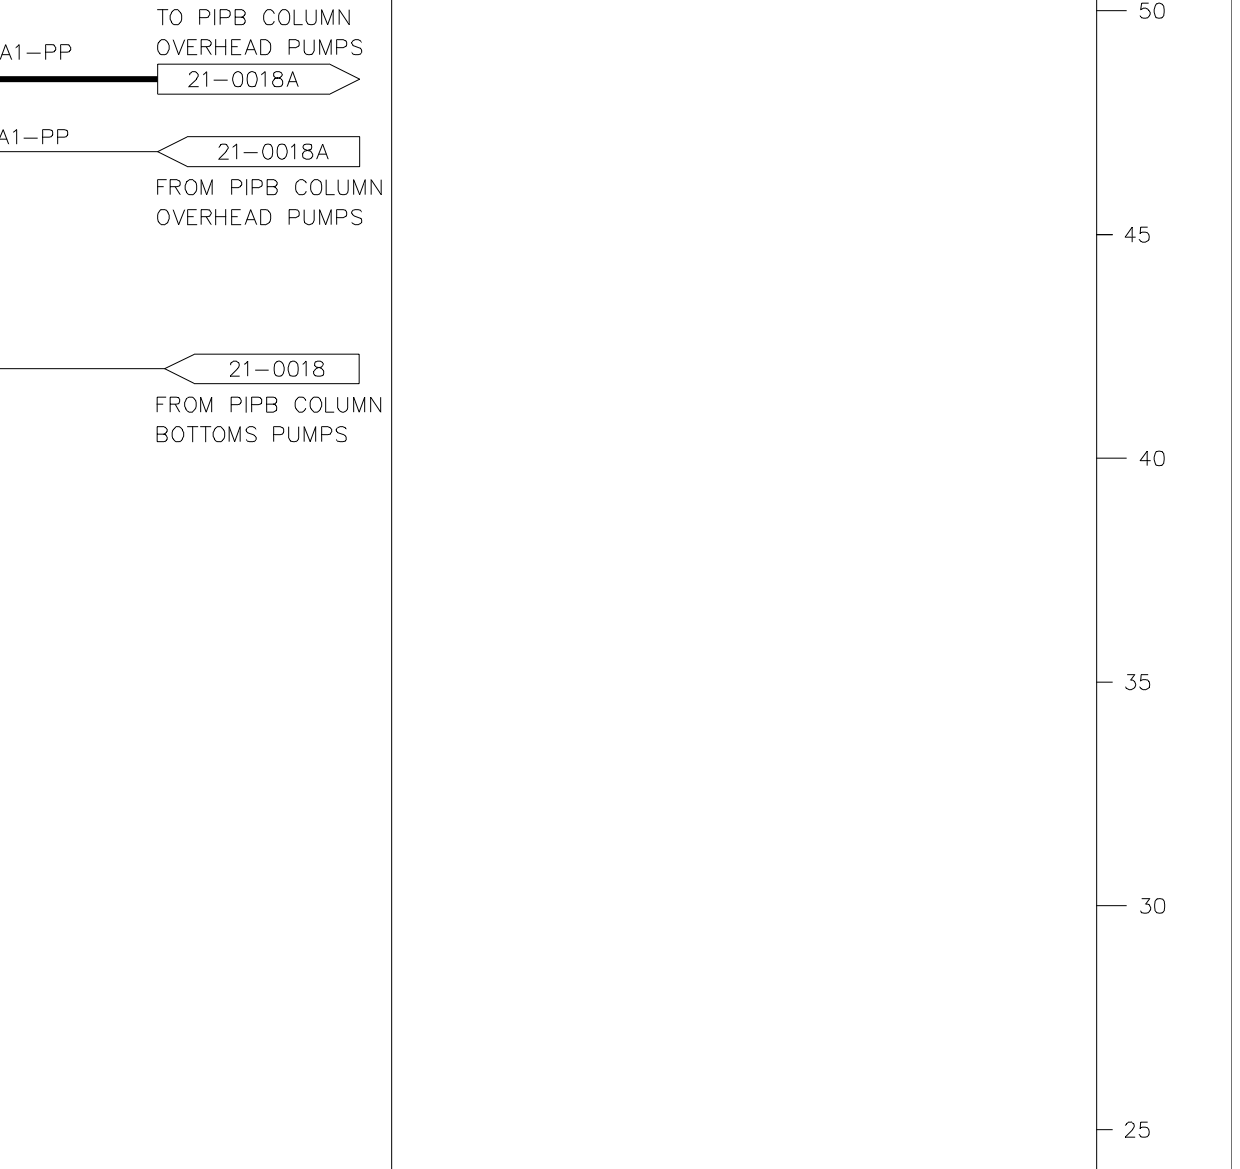 TO PIPB COLUMN
OVERHEAD PUMPS
A1-PP
21-0018A
A1-PP
21-0018A
FROM PIPB COLUMN
OVERHEAD PUMPS
21-0018
FROM PIPB COLUMN
BOTTOMS PUMPS
50
45
40
35
30
25